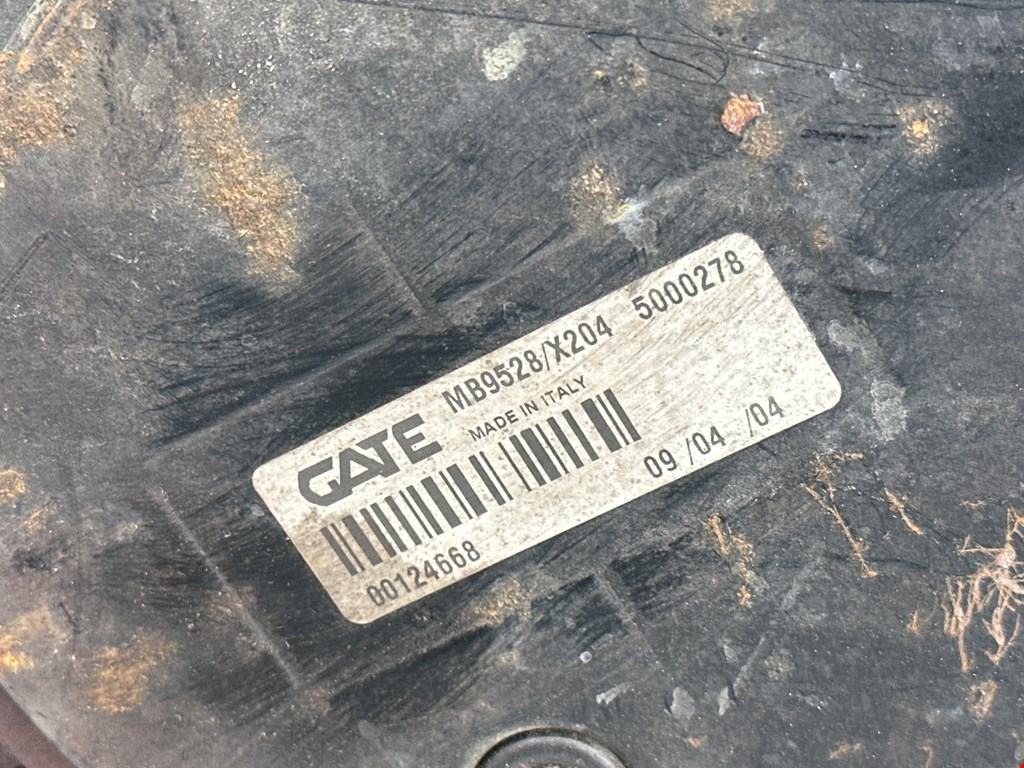 GATE MB9528/X204 5000278
MADE IN ITALY
09/04 /04
00124668